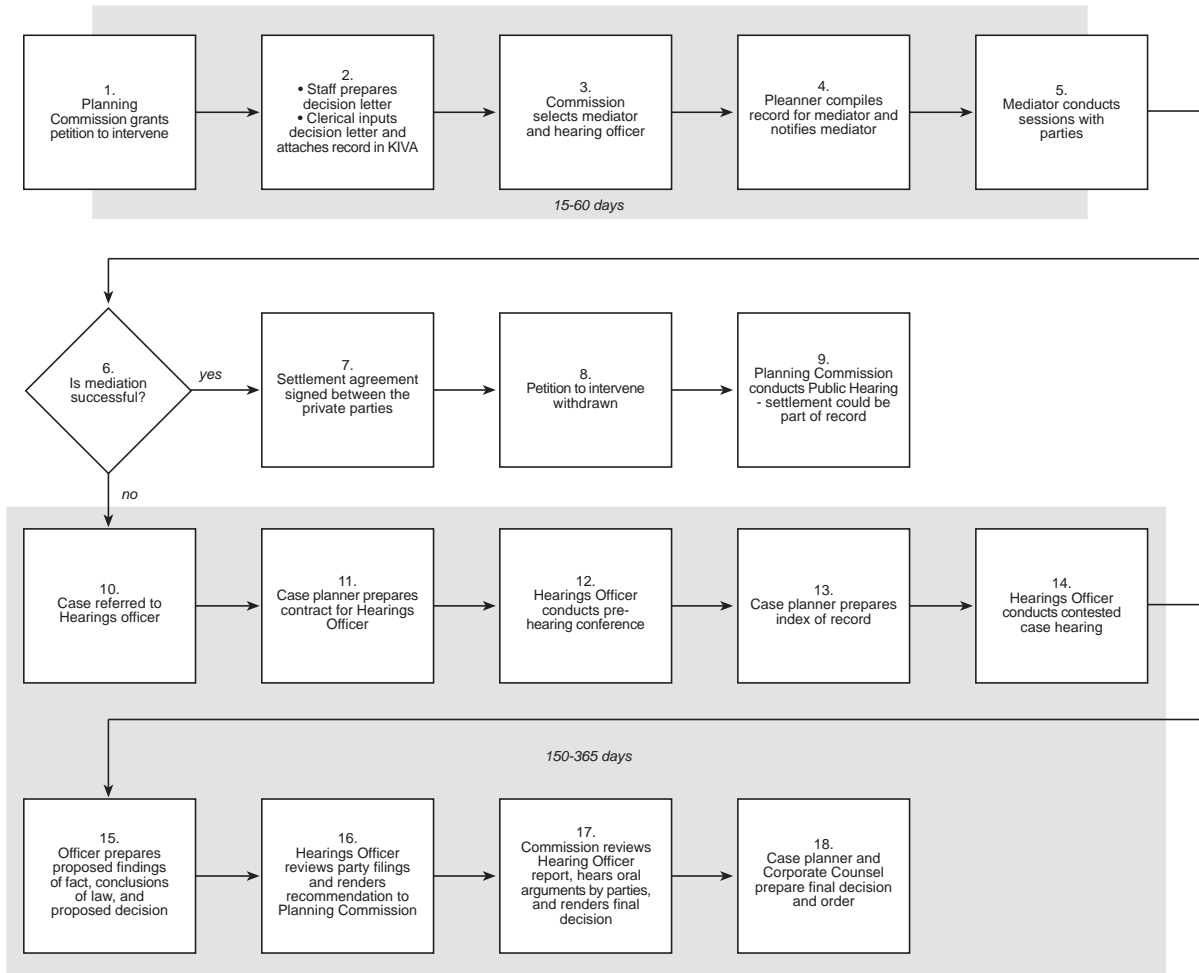 1.
Planning
Commission grants
petition to intervene
2.
• Staff prepares
decision letter
• Clerical inputs
decision letter and
attaches record in KIVA
3.
Commission
selects mediator
and hearing officer
4.
Pleanner compiles
record for mediator and
notifies mediator
5.
Mediator conducts
sessions with
parties
15-60 days
6.
Is mediation
successful?
yes
7.
Settlement agreement
signed between the
private parties
8.
Petition to intervene
withdrawn
9.
Planning Commission
conducts Public Hearing
- settlement could be
part of record
no
10.
Case referred to
Hearings officer
11.
Case planner prepares
contract for Hearings
Officer
12.
Hearings Officer
conducts pre-
hearing conference
13.
Case planner prepares
index of record
14.
Hearings Officer
conducts contested
case hearing
150-365 days
15.
Officer prepares
proposed findings
of fact, conclusions
of law, and
proposed decision
16.
Hearings Officer
reviews party filings
and renders
recommendation to
Planning Commission
17.
Commission reviews
Hearing Officer
report, hears oral
arguments by parties,
and renders final
decision
18.
Case planner and
Corporate Counsel
prepare final decision
and order